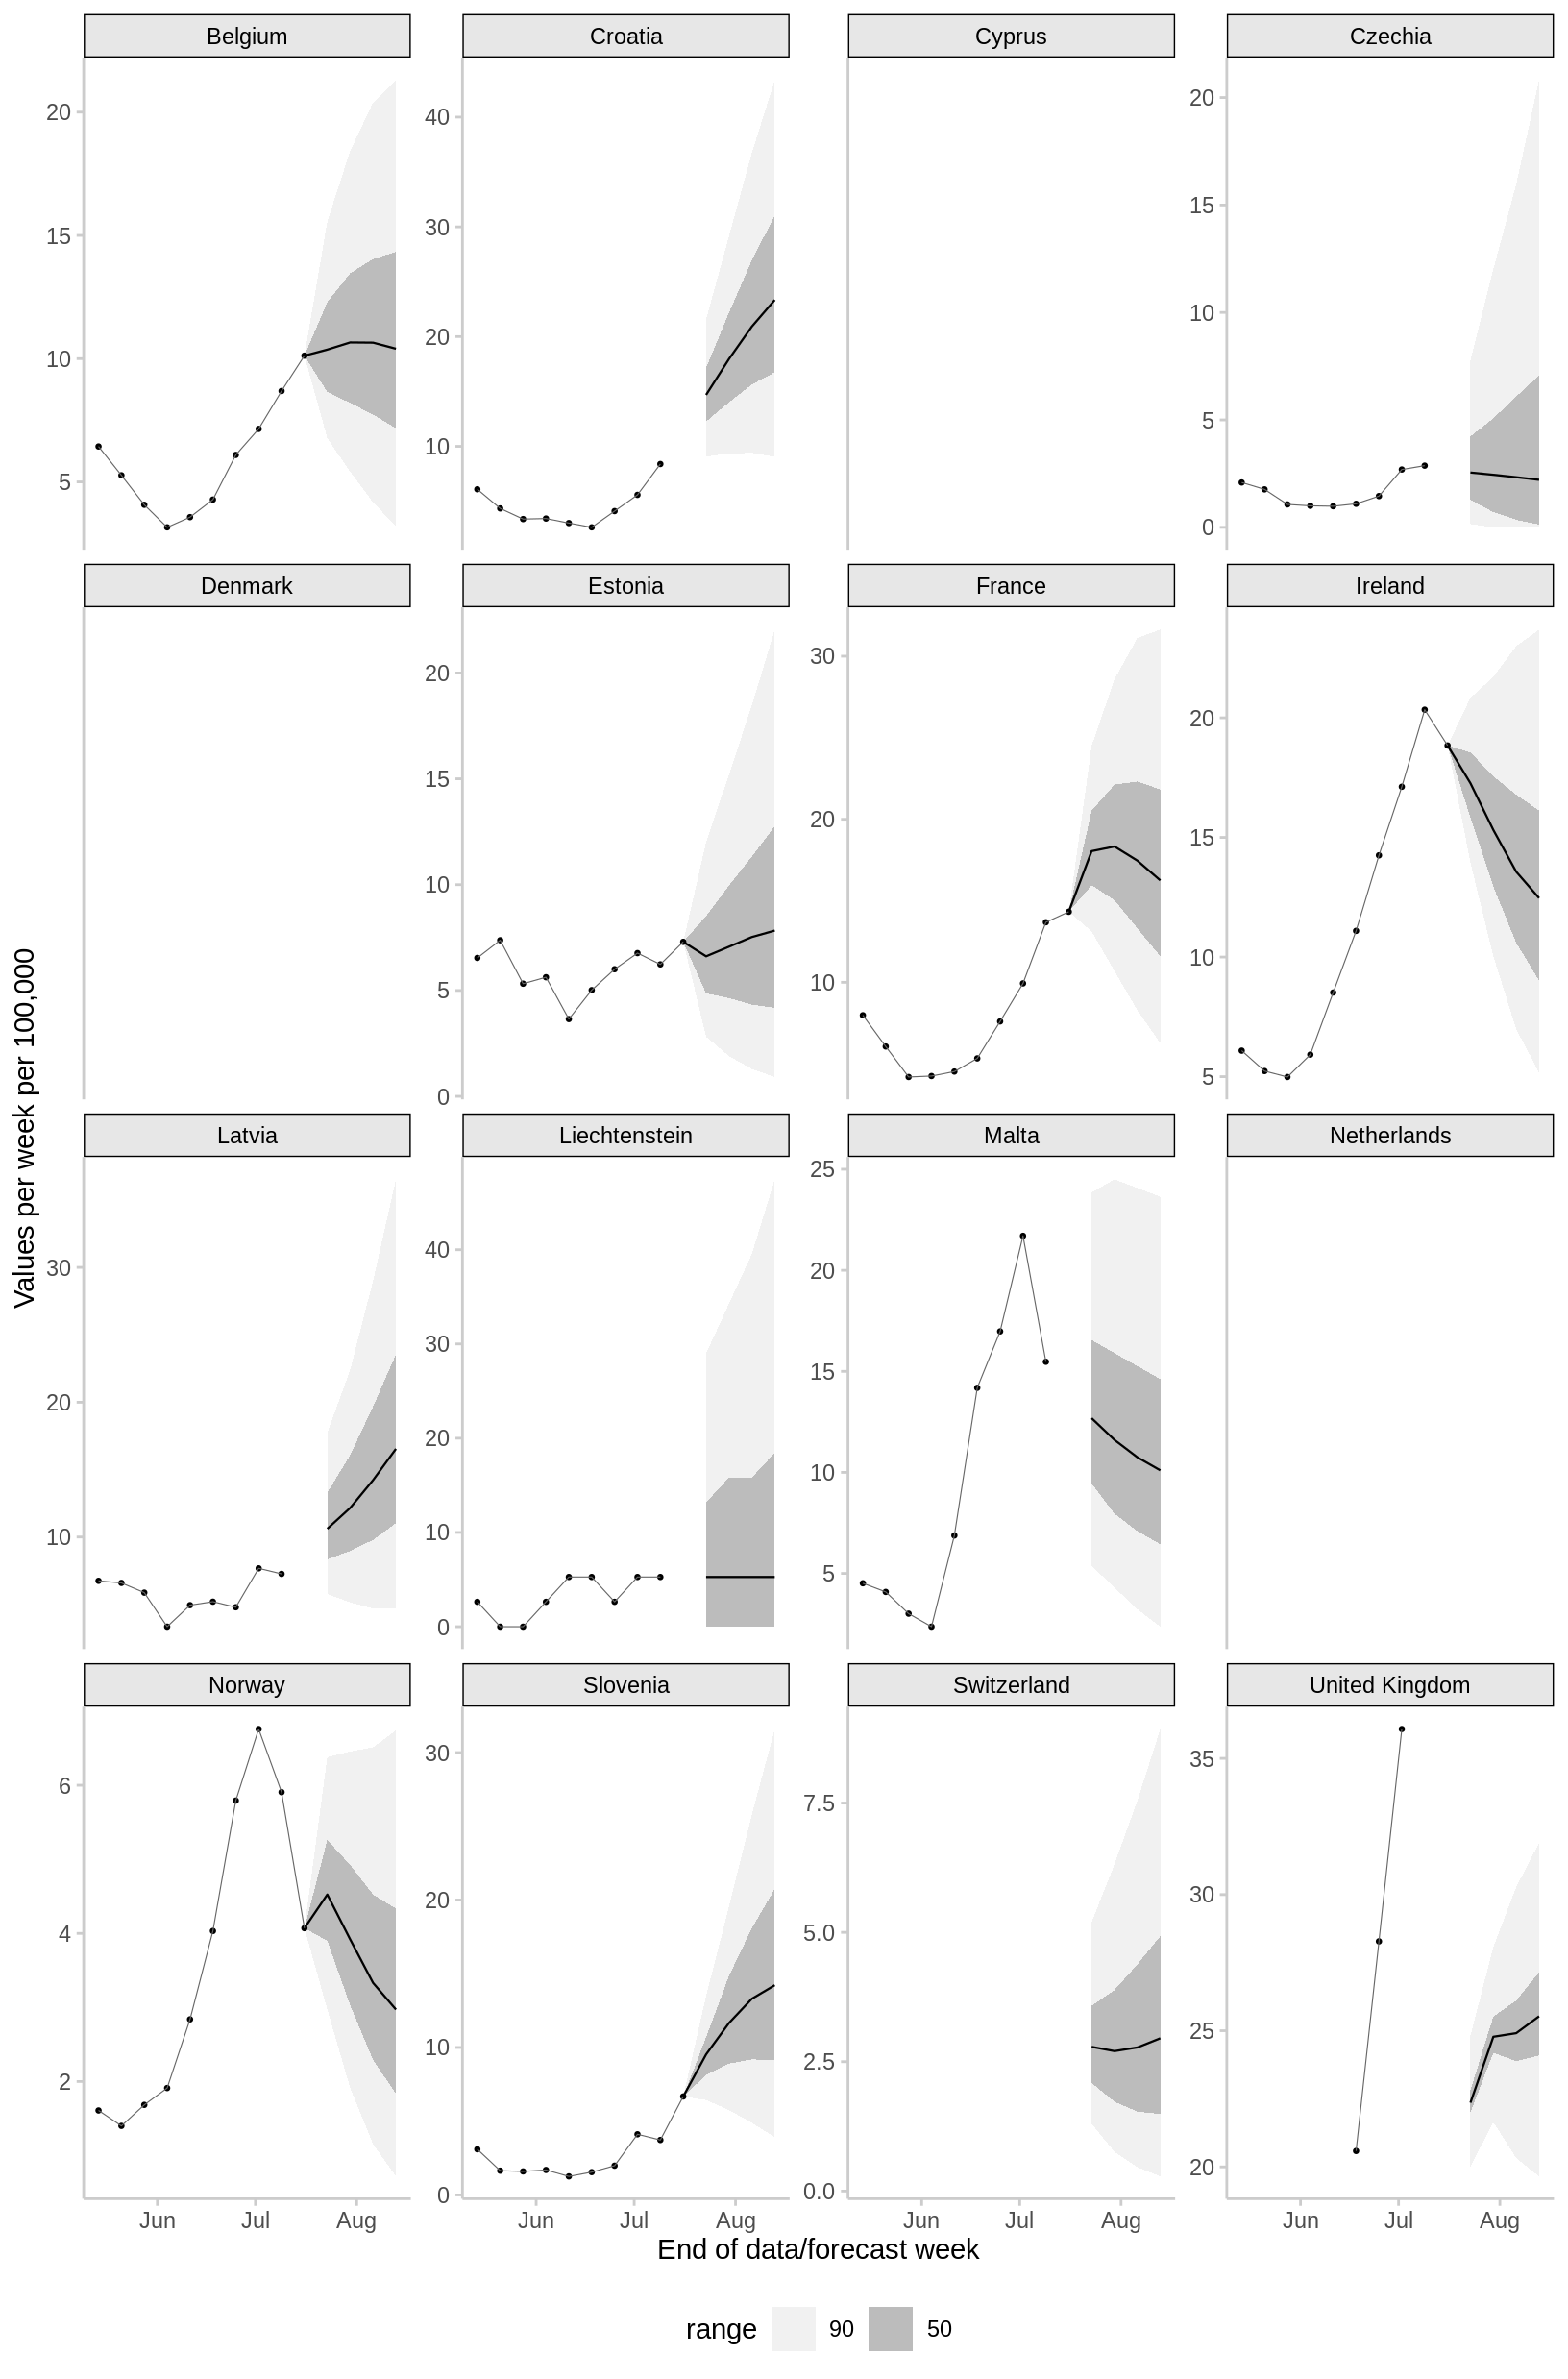 Belgium
Croatia
Cyprus
Czechia
20
15
10
5
40
30
20
10
20
15
10
5
0
Denmark
Estonia
France
Ireland
20
15
10
5
0
30
20
10
20
15
10
5
Values per week per 100,000
Latvia
Liechtenstein
Malta
Netherlands
30
20
10
40
30
20
10
0
25
20
15
10
5
Norway
Slovenia
Switzerland
United Kingdom
6
4
2
30
20
10
0
7.5
5.0
2.5
0.0
35
30
25
20
Jun Jul Aug
Jun Jul Aug
Jun Jul Aug
Jun Jul Aug
End of data/forecast week
range 90 50